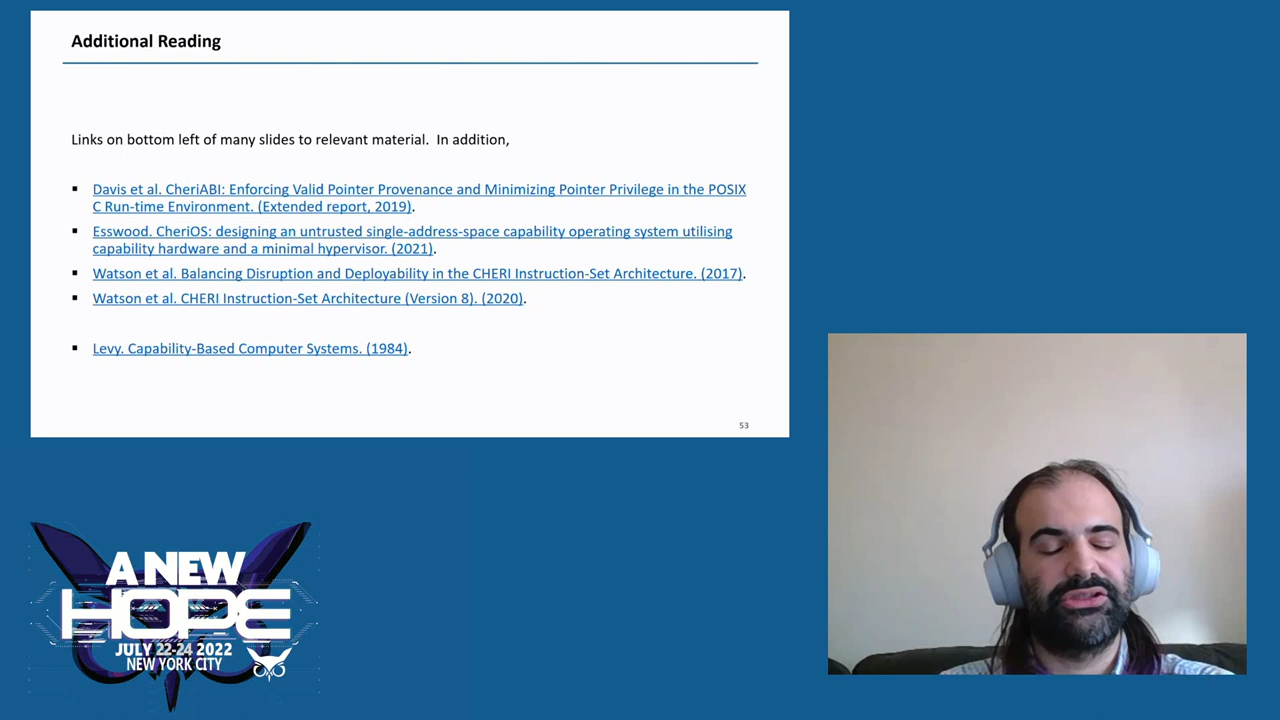 Additional Reading
Links on bottom left of many slides to relevant material.  In addition,
▪ Davis et al. CheriABI: Enforcing Valid Pointer Provenance and Minimizing Pointer Privilege in the POSIX
C Run-time Environment. (Extended report, 2019).
▪ Esswood. CheriOS: designing an untrusted single-address-space capability operating system utilising
capability hardware and a minimal hypervisor. (2021).
▪ Watson et al. Balancing Disruption and Deployability in the CHERI Instruction-Set Architecture. (2017).
▪ Watson et al. CHERI Instruction-Set Architecture (Version 8). (2020).
▪ Levy. Capability-Based Computer Systems. (1984).
53
A NEW
HOPE
JULY 22-24 2022
NEW YORK CITY